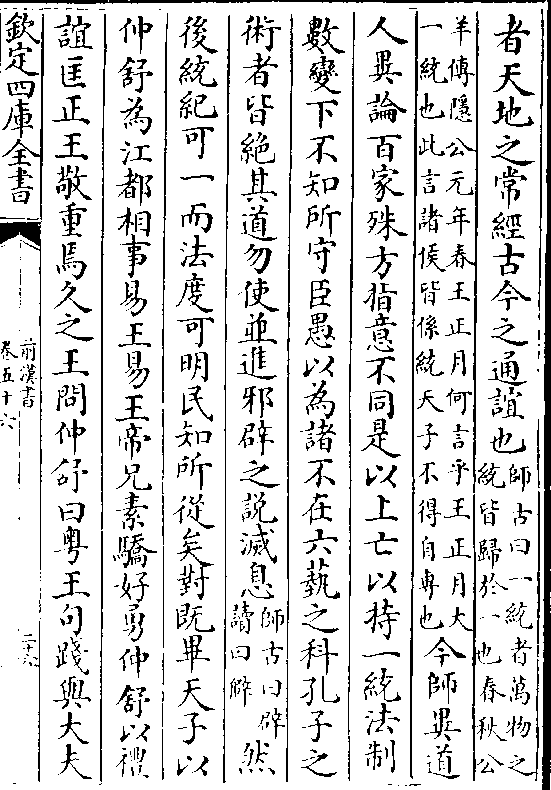 者天地之常經古今之通誼也師古曰一統者萬物之統皆歸於一也春秋公
羊傳隱公元年春王正月何言乎王正月大一統也此言諸侯皆係統天子不得自專也今師異道
人異論百家殊方指意不同是以上亡以持一統法制
數變下不知所守臣愚以為諸不在六藝之科孔子之
術者皆絕其道勿使並進邪辟之說滅息師古曰辟讀曰僻然
後統紀可一而法度可明民知所從矣對既畢天子以
仲舒為江都相事易王易王帝兄素驕好勇仲舒以禮
誼匡正王敬重焉久之王問仲舒曰粵王句踐與大夫
欽定四庫全書
前漢書
卷五十六
二十六